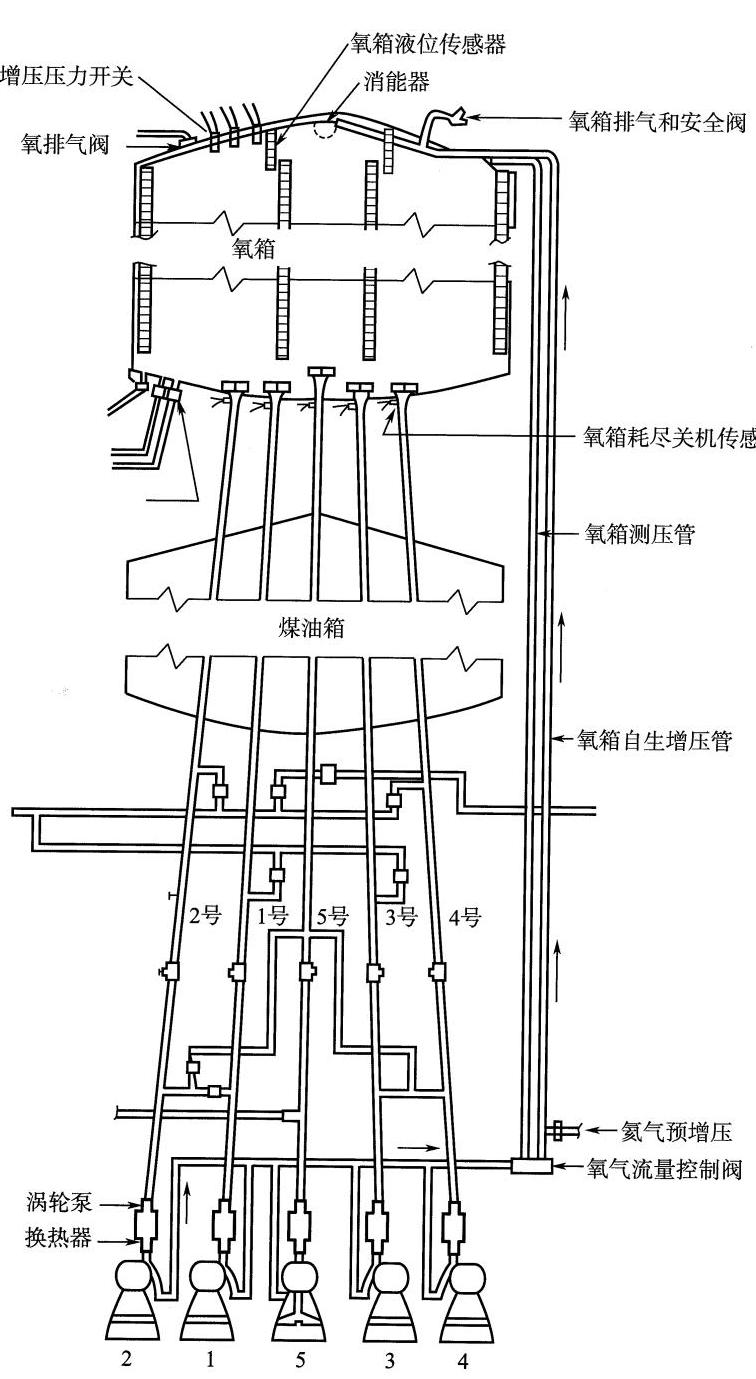 氧箱液位传感器
增压压力开关
消能器
氧箱排气和安全阀
氧排气阀
氧箱
氧箱耗尽关机传感
氧箱测压管
煤油箱
氧箱自生增压管
2号
1号
5号
3号
4号
氦气预增压
氧气流量控制阀
涡轮泵
换热器
2
1
5
3
4